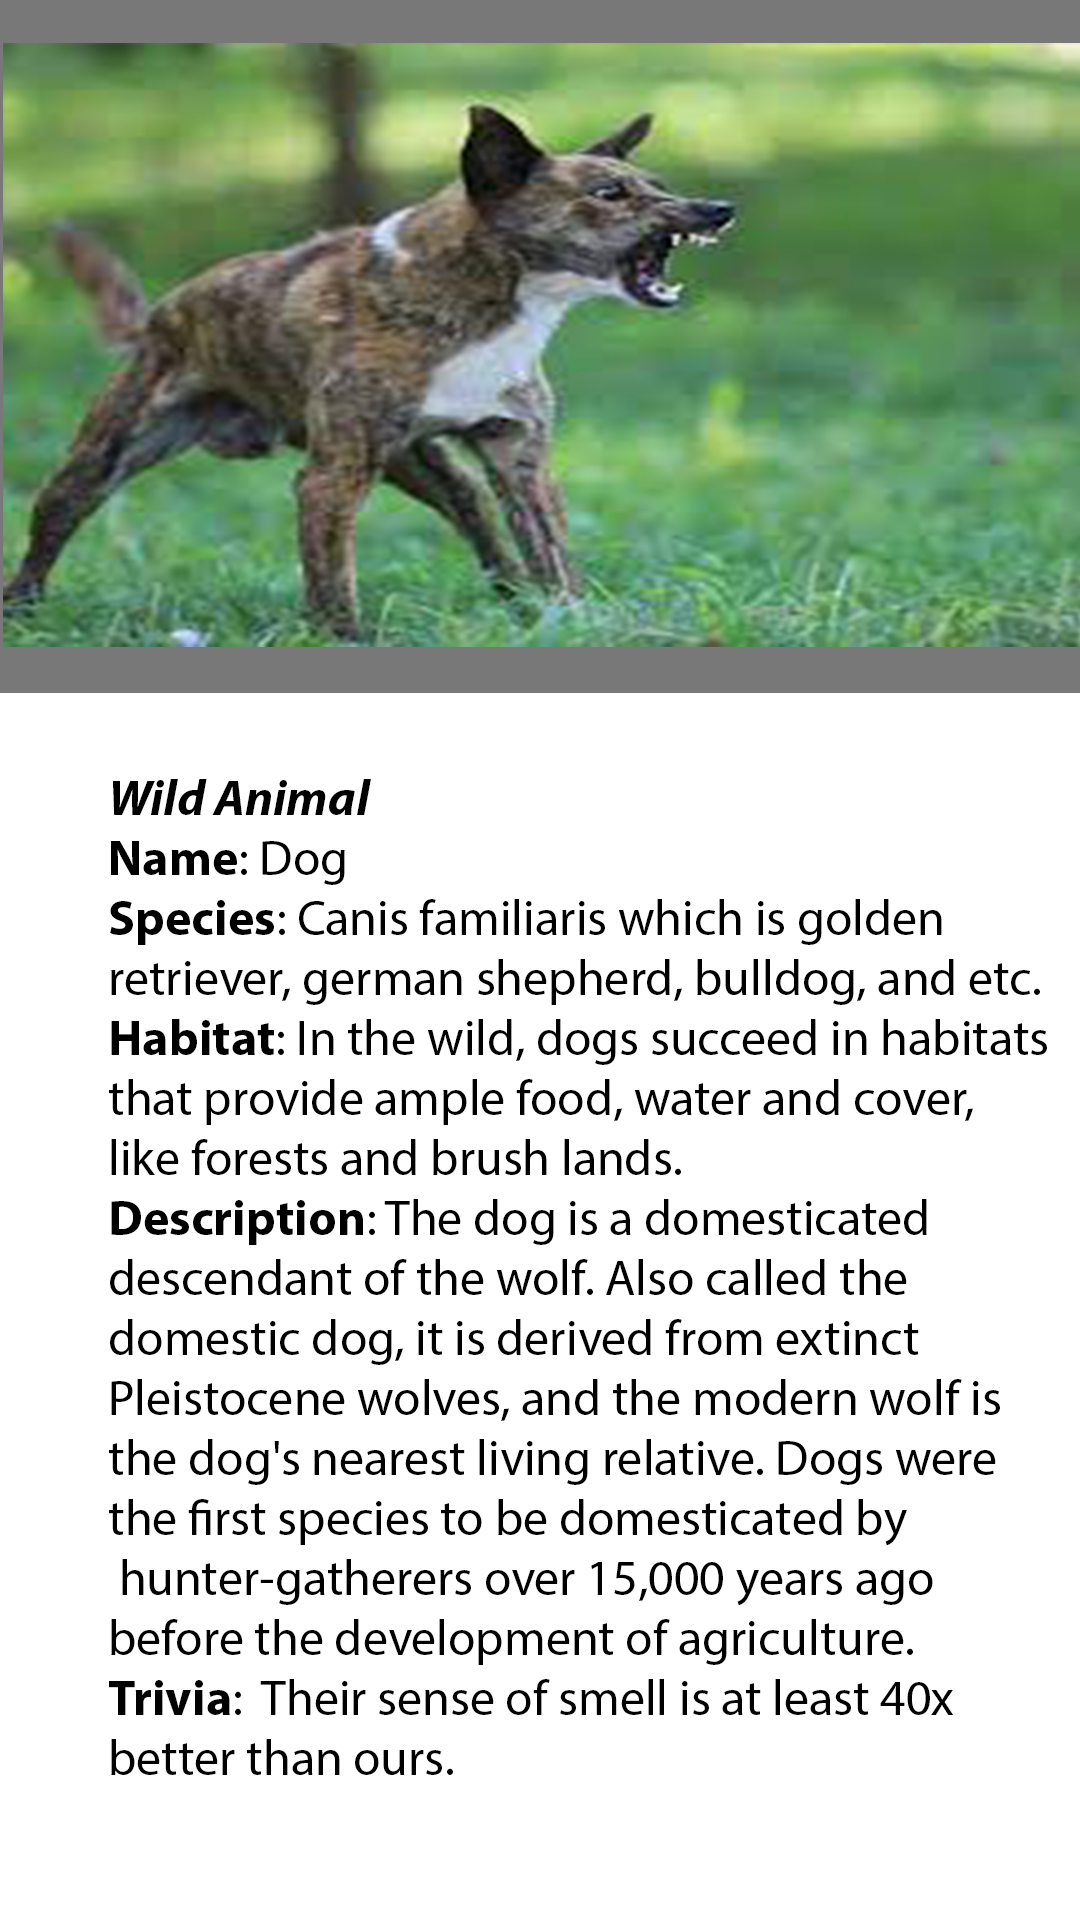 Wild Animal
Name: Dog
Species: Canis familiaris which is golden
retriever, german shepherd, bulldog, and etc.
Habitat: In the wild, dogs succeed in habitats
that provide ample food, water and cover,
like forests and brush lands.
Description: The dog is a domesticated
descendant of the wolf. Also called the
domestic dog, it is derived from extinct
Pleistocene wolves, and the modern wolf is
the dog's nearest living relative. Dogs were
the first species to be domesticated by
hunter-gatherers over 15,000 years ago
before the development of agriculture.
Trivia: Their sense of smell is at least 40x
better than ours.